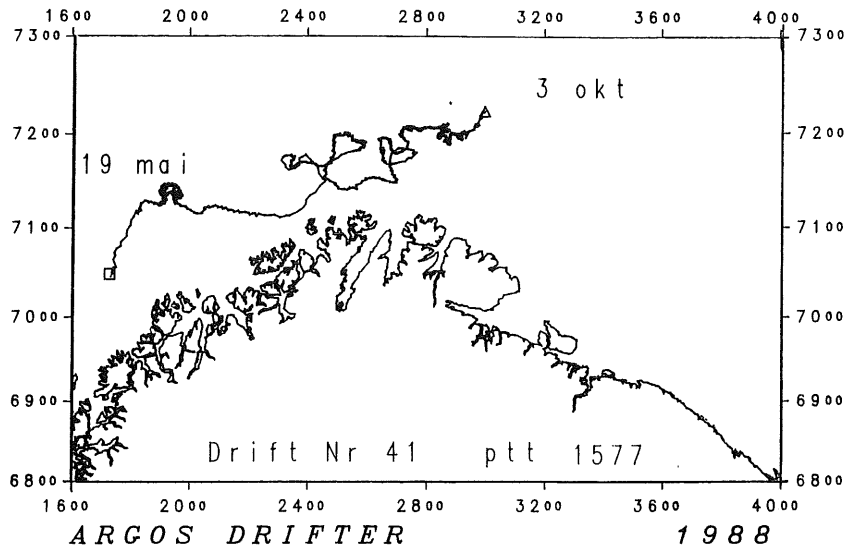 1600 2000 2400 2800 3200 3600 4000
7300 7300
3 okt
7200 7200
19 mai
7100 7100
7000 7000
6900 6900
Drift Nr 41 ptt 1577
6800 6800
1600 2000 2400 2800 3200 3600 4000
ARGOS DRIFTER 1988